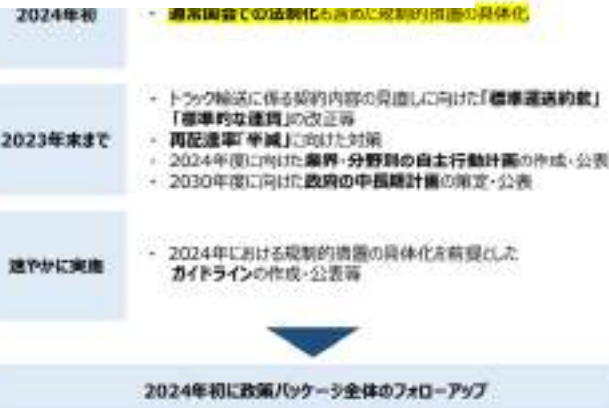 2024年初
・ 通常国会での法制化も含めた規制的措置の具体化
2023年末まで
・ トラック輸送に係る契約内容の見直しに向けた「標準運送約款」
「標準的な運賃」の改正等
・ 再配達率「半減」に向けた対策
・ 2024年度に向けた業界・分野別の自主行動計画の作成・公表
・ 2030年度に向けた政府の中長期計画の策定・公表
速やかに実施
・ 2024年における規制的措置の具体化を前提とした
ガイドラインの作成・公表等
2024年初に政策パッケージ全体のフォローアップ